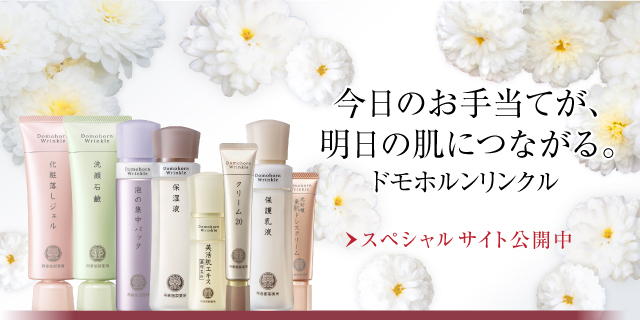 今日のお手当てが、
明日の肌につながる。
ドモホルンリンクル
スペシャルサイト公開中
Domohorn
Wrinkle
化粧落しジェル
Domohorn
Wrinkle
洗顔石鹸
Domohorn
Wrinkle
泡の集中パック
Domohorn
Wrinkle
保湿液
美活肌エキス
Domohorn
Wrinkle
クリーム20
Domohorn
Wrinkle
保護乳液